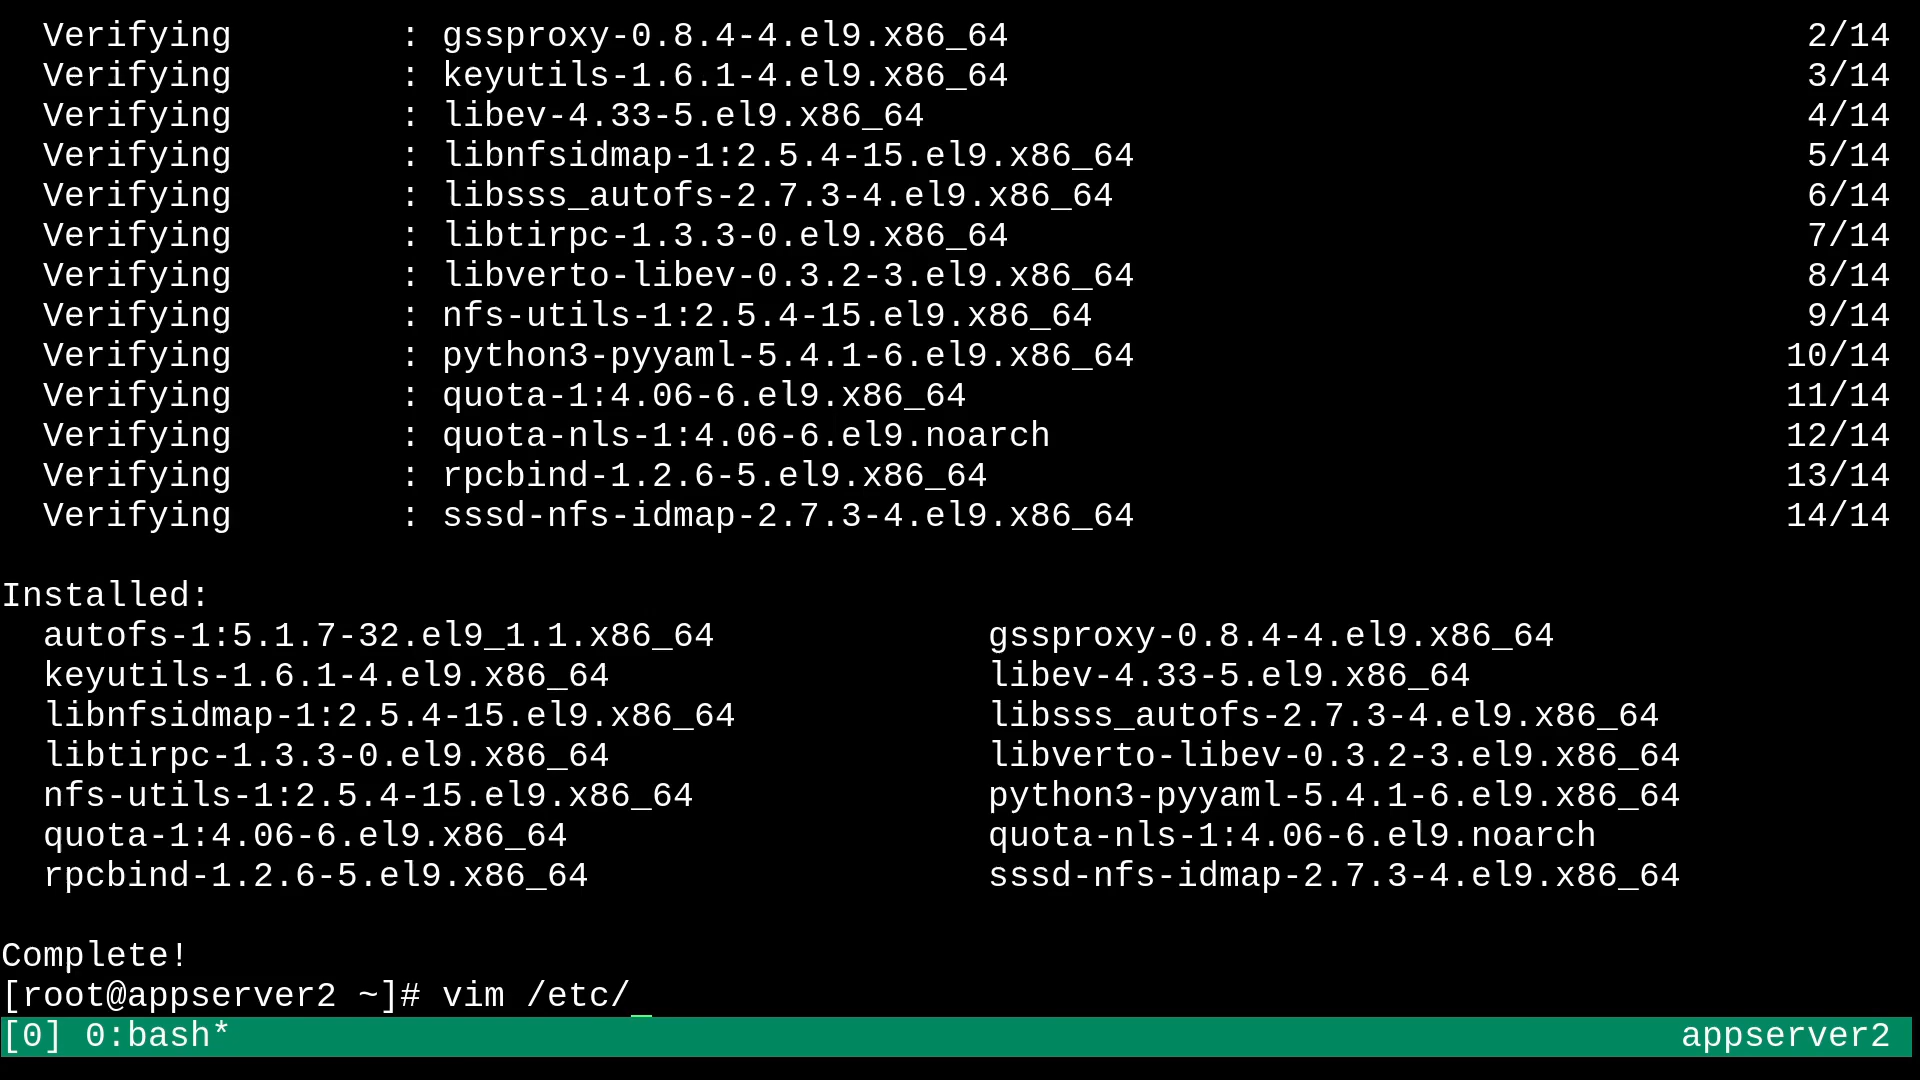 Verifying : gssproxy-0.8.4-4.el9.x86_64 2/14
Verifying : keyutils-1.6.1-4.el9.x86_64 3/14
Verifying : libev-4.33-5.el9.x86_64 4/14
Verifying : libnfsidmap-1:2.5.4-15.el9.x86_64 5/14
Verifying : libsss_autofs-2.7.3-4.el9.x86_64 6/14
Verifying : libtirpc-1.3.3-0.el9.x86_64 7/14
Verifying : libverto-libev-0.3.2-3.el9.x86_64 8/14
Verifying : nfs-utils-1:2.5.4-15.el9.x86_64 9/14
Verifying : python3-pyyaml-5.4.1-6.el9.x86_64 10/14
Verifying : quota-1:4.06-6.el9.x86_64 11/14
Verifying : quota-nls-1:4.06-6.el9.noarch 12/14
Verifying : rpcbind-1.2.6-5.el9.x86_64 13/14
Verifying : sssd-nfs-idmap-2.7.3-4.el9.x86_64 14/14
Installed:
autofs-1:5.1.7-32.el9_1.1.x86_64 gssproxy-0.8.4-4.el9.x86_64
keyutils-1.6.1-4.el9.x86_64 libev-4.33-5.el9.x86_64
libnfsidmap-1:2.5.4-15.el9.x86_64 libsss_autofs-2.7.3-4.el9.x86_64
libtirpc-1.3.3-0.el9.x86_64 libverto-libev-0.3.2-3.el9.x86_64
nfs-utils-1:2.5.4-15.el9.x86_64 python3-pyyaml-5.4.1-6.el9.x86_64
quota-1:4.06-6.el9.x86_64 quota-nls-1:4.06-6.el9.noarch
rpcbind-1.2.6-5.el9.x86_64 sssd-nfs-idmap-2.7.3-4.el9.x86_64
Complete!
[root@appserver2 ~]# vim /etc/
[0] 0:bash* appserver2